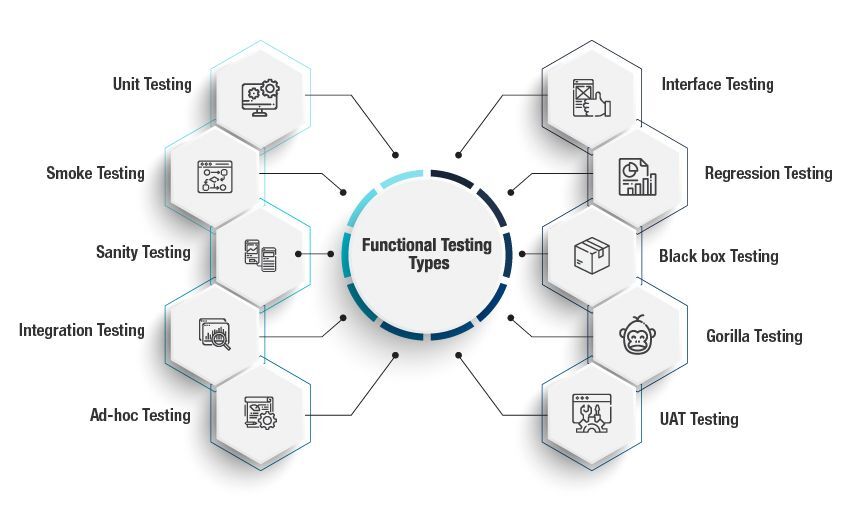 Unit Testing
Interface Testing
Smoke Testing
Regression Testing
Functional Testing
Types
Sanity Testing
Black box Testing
Integration Testing
Gorilla Testing
Ad-hoc Testing
UAT Testing